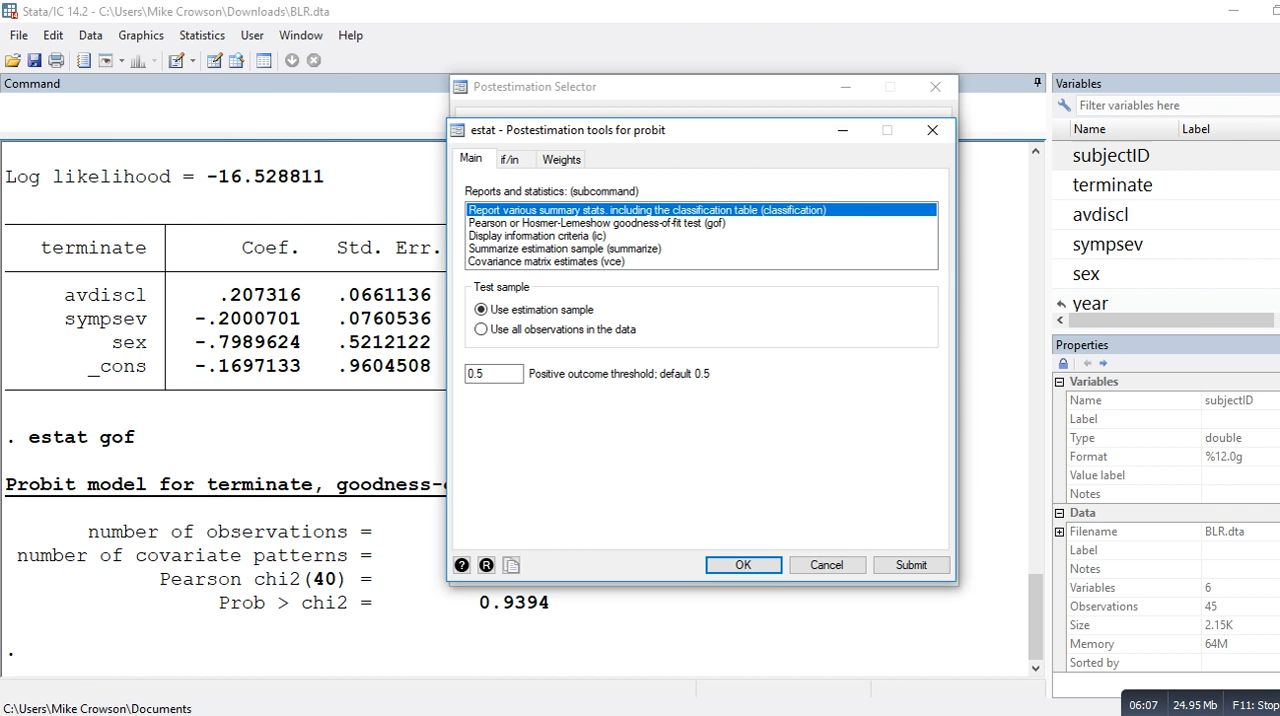 Stata/IC 14.2 - C:\Users\Mike Crowson\Downloads\BLR.dta
File Edit Data Graphics Statistics User Window Help
Command
Log likelihood = -16.528811
terminate Coef. Std. Err.
avdiscl .207316 .0661136
sympsev -.2000701 .0760536
sex -.7989624 .5212122
_cons -.1697133 .9604508
. estat gof
Probit model for terminate, goodness-
number of observations =
number of covariate patterns =
Pearson chi2(40) =
Prob > chi2 = 0.9394
.
C:\Users\Mike Crowson\Documents
Postestimation Selector
estat - Postestimation tools for probit
Main if/in Weights
Reports and statistics: (subcommand)
Report various summary stats. including the classification table (classification)
Pearson or Hosmer-Lemeshow goodness-of-fit test (gof)
Display information criteria (ic)
Summarize estimation sample (summarize)
Covariance matrix estimates (vce)
Test sample
Use estimation sample
Use all observations in the data
0.5 Positive outcome threshold; default 0.5
? R
OK Cancel Submit
Variables
Filter variables here
Name Label
subjectID
terminate
avdiscl
sympsev
sex
year
Properties
Variables
Name subjectID
Label
Type double
Format %12.0g
Value label
Notes
Data
Filename BLR.dta
Label
Notes
Variables 6
Observations 45
Size 2.15K
Memory 64M
Sorted by
06:07 24.95 Mb F11: Stop